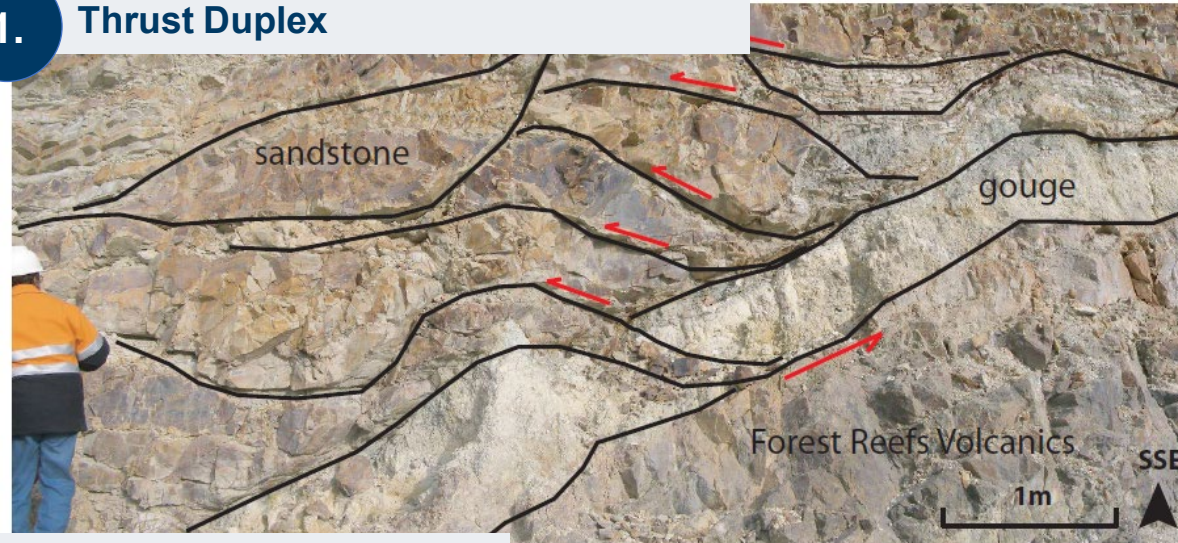 1.
Thrust Duplex
sandstone
gouge
Forest Reefs Volcanics
SSE
1m